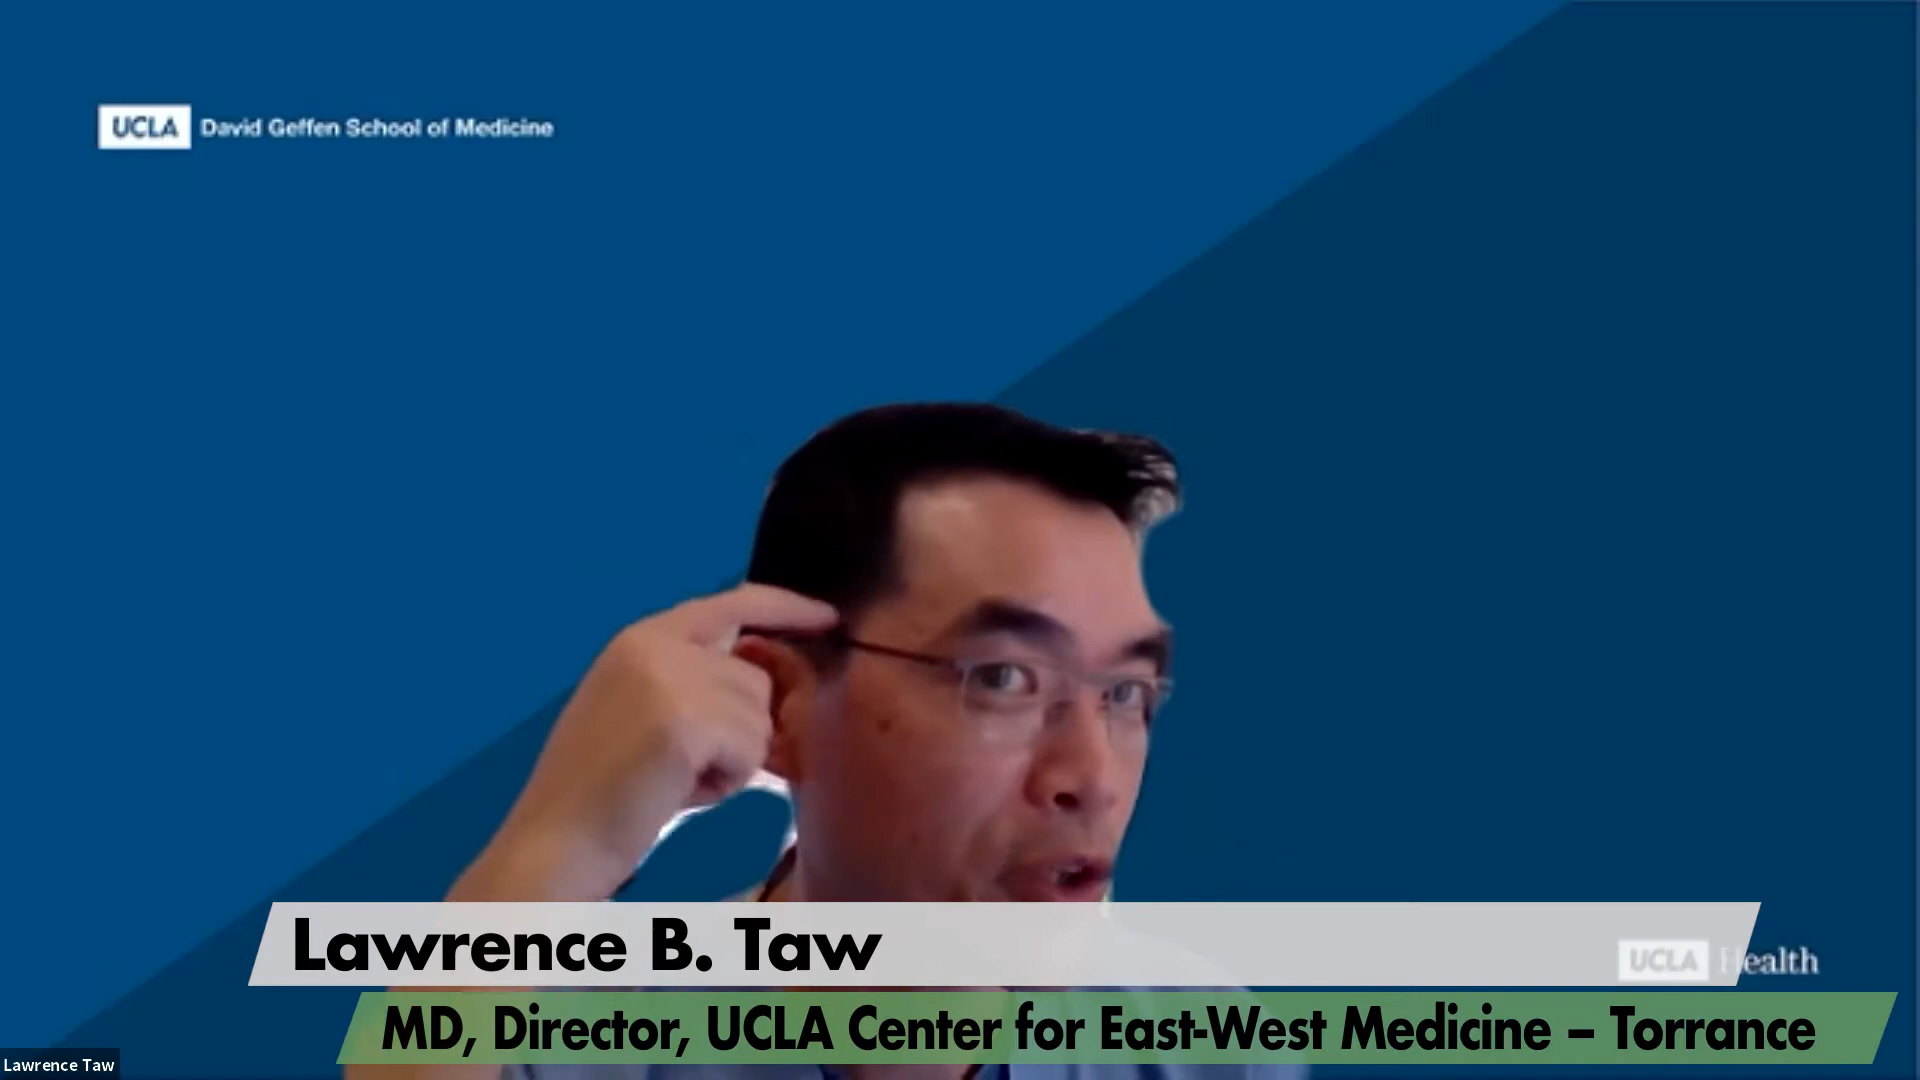 UCLA David Geffen School of Medicine
Lawrence B. Taw
UCLA Health
MD, Director, UCLA Center for East-West Medicine – Torrance
Lawrence Taw